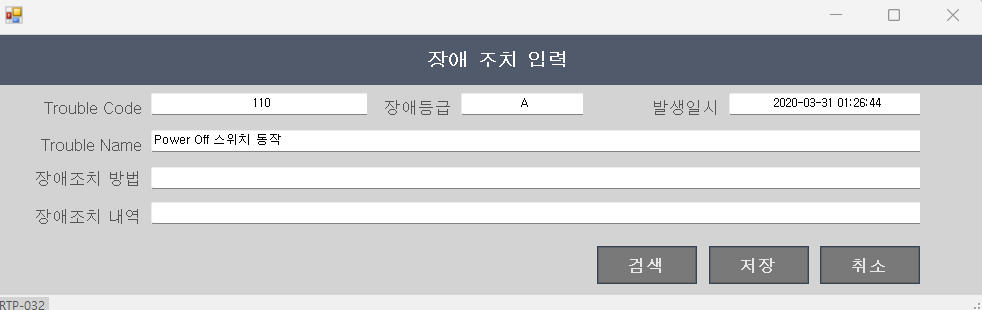 장애 조치 입력
Trouble Code 110 장애등급 A 발생일시 2020-03-31 01:26:44
Trouble Name Power Off 스위치 동작
장애조치 방법
장애조치 내역
검색 저장 취소
RTP-032